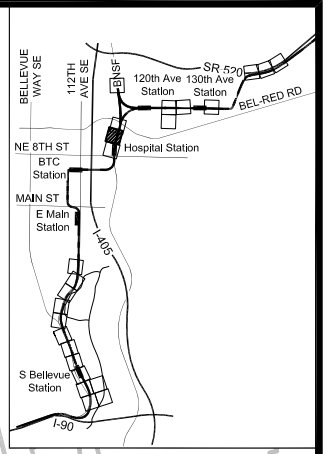 SR 520
BNSF
BELLEVUE
WAY SE
112TH
AVE SE
120th Ave
Station
130th Ave
Station
BEL-RED RD
NE 8TH ST
Hospital Station
BTC
Station
MAIN ST
E Main
Station
I-405
S Bellevue
Station
I-90